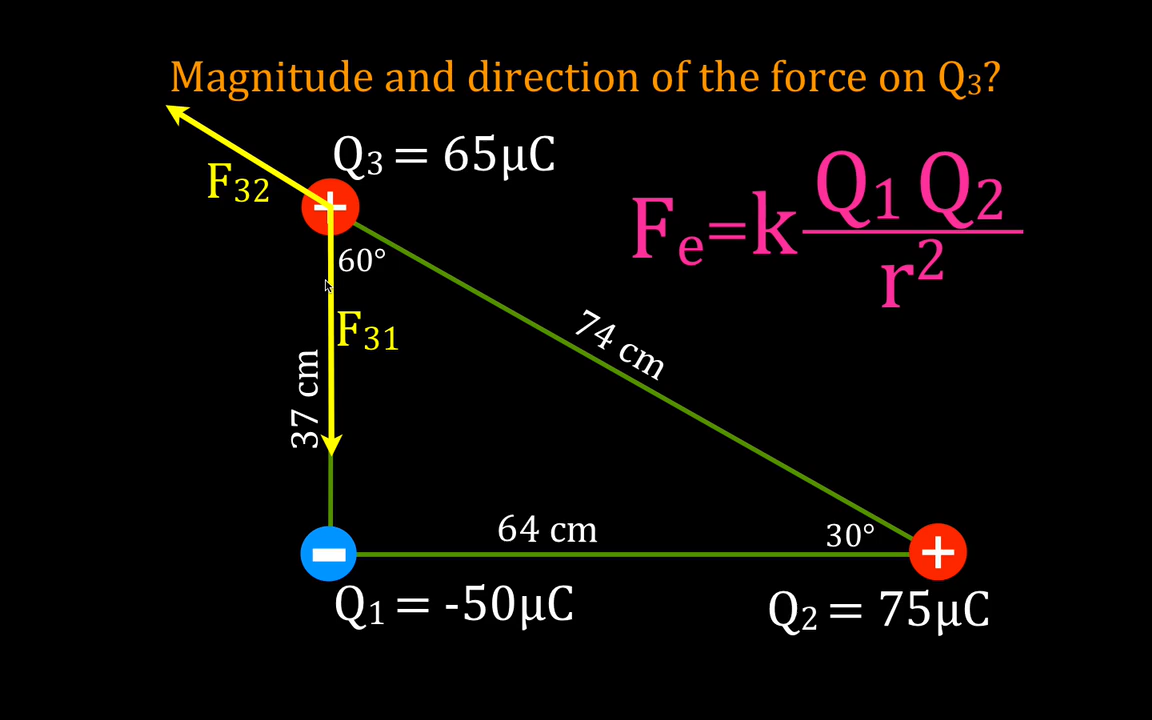 Magnitude and direction of the force on Q₃?
Q₃ = 65μC
F₃₂
Fₑ=k Q₁ Q₂ / r²
60°
F₃₁
74 cm
37 cm
64 cm
30°
Q₁ = -50μC
Q₂ = 75μC